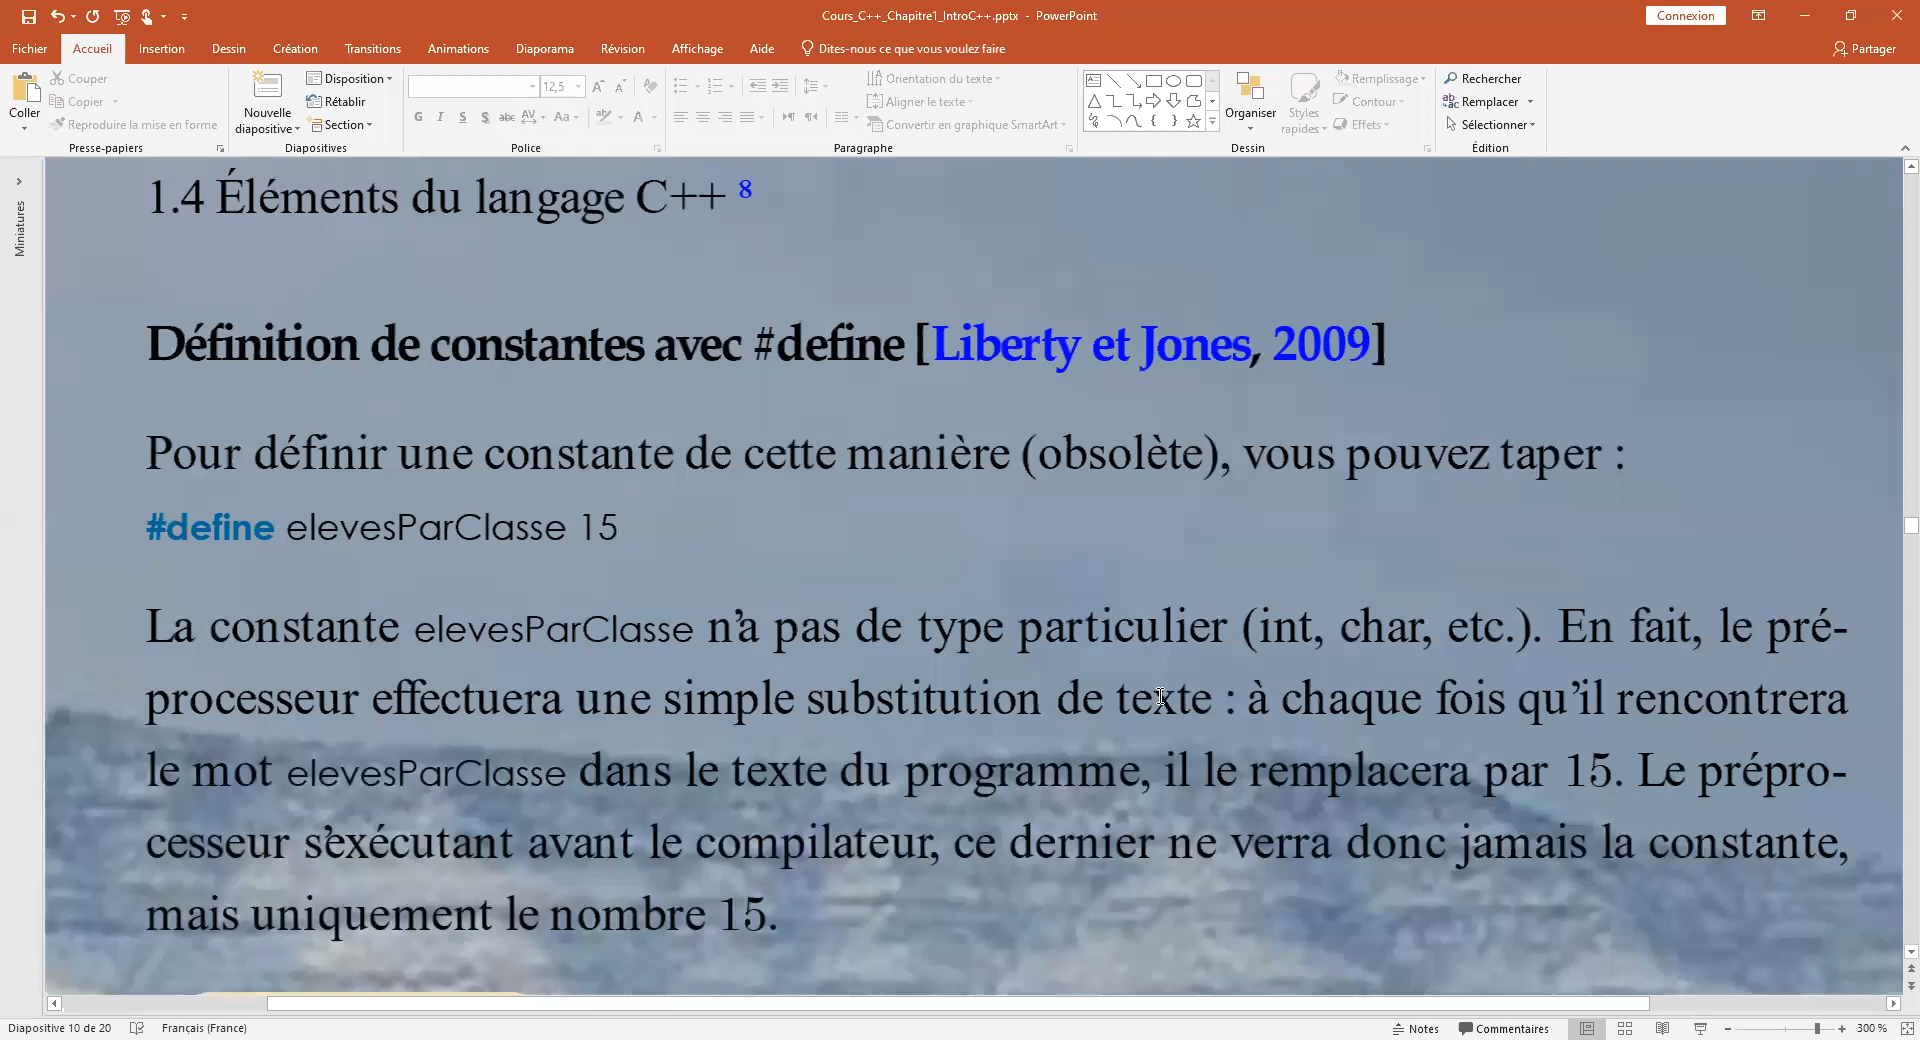 Cours_C++_Chapitre1_IntroC++.pptx - PowerPoint
Connexion
Fichier Accueil Insertion Dessin Création Transitions Animations Diaporama Révision Affichage Aide Dites-nous ce que vous voulez faire Partager
Coller
Couper
Copier
Reproduire la mise en forme
Presse-papiers
Nouvelle
diapositive
Disposition
Rétablir
Section
Diapositives
12,5
G I S S abc AV Aa A
Police
Orientation du texte
Aligner le texte
Convertir en graphique SmartArt
Paragraphe
Organiser
Styles
rapides
Remplissage
Contour
Effets
Dessin
Rechercher
Remplacer
Sélectionner
Édition
Miniatures
1.4 Éléments du langage C++ 8
Définition de constantes avec #define [Liberty et Jones, 2009]
Pour définir une constante de cette manière (obsolète), vous pouvez taper :
#define elevesParClasse 15
La constante elevesParClasse n’a pas de type particulier (int, char, etc.). En fait, le pré-
processeur effectuera une simple substitution de texte : à chaque fois qu’il rencontrera
le mot elevesParClasse dans le texte du programme, il le remplacera par 15. Le prépro-
cesseur s’exécutant avant le compilateur, ce dernier ne verra donc jamais la constante,
mais uniquement le nombre 15.
Diapositive 10 de 20 Français (France) Notes Commentaires 300 %